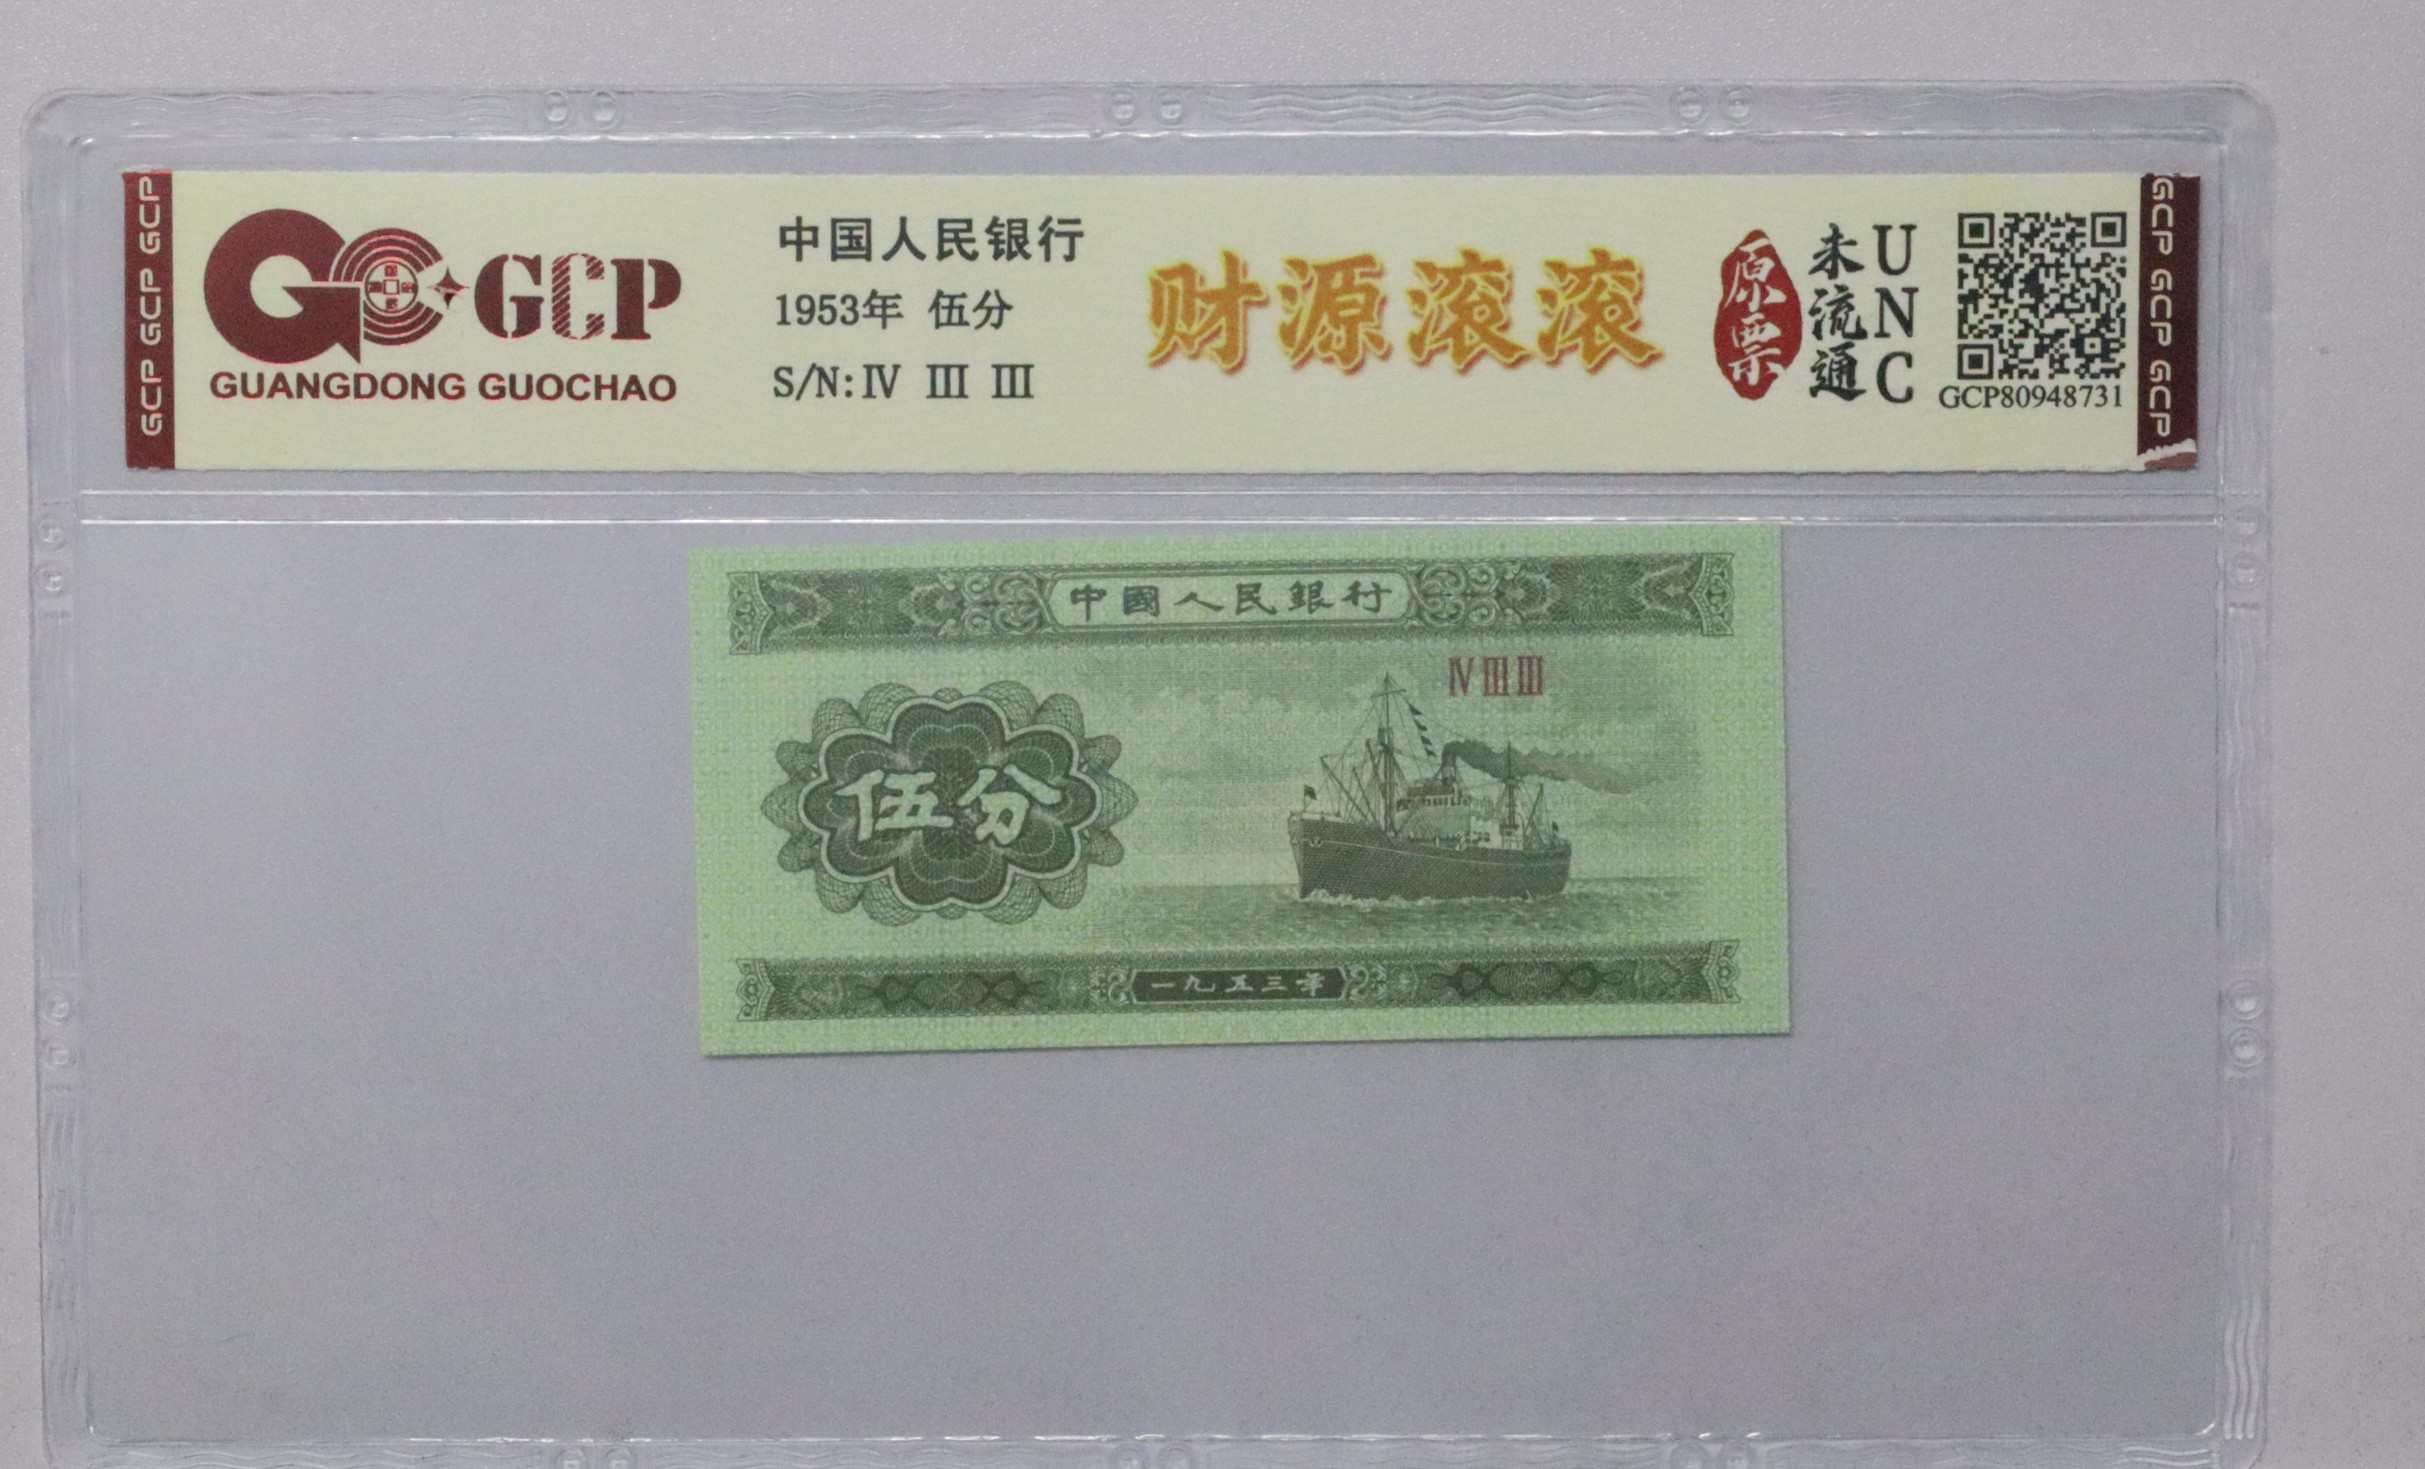 GCP GCP GCP
GCP
GUANGDONG GUOCHAO
中国人民银行
1953年 伍分
S/N: Ⅳ Ⅲ Ⅲ
财源滚滚
原票
未流通
UNC
GCP80948731
GCP GCP GCP
中國人民銀行
Ⅳ Ⅲ Ⅲ
伍分
一九五三年